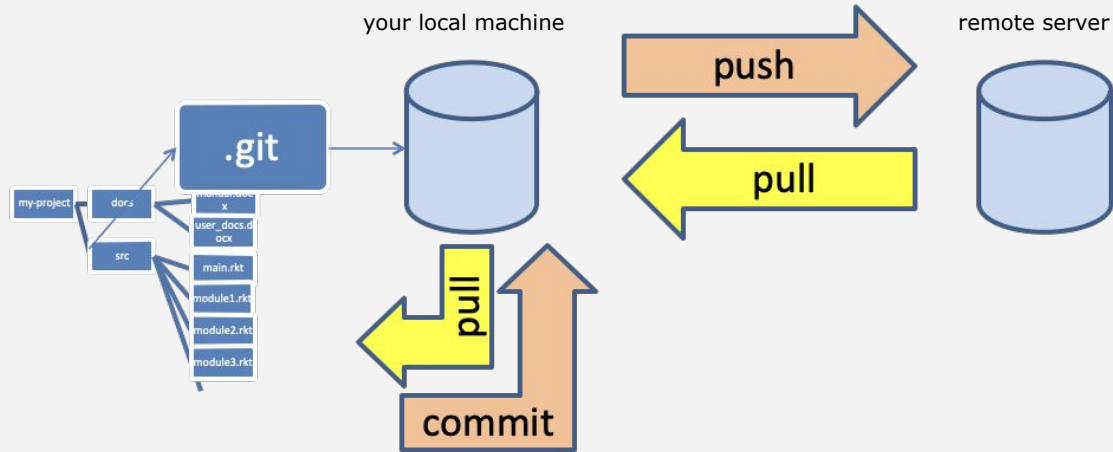 your local machine
remote server
push
.git
pull
my-project
docs
x
user_docs.d
ocx
src
main.rkt
module1.rkt
module2.rkt
module3.rkt
pull
commit